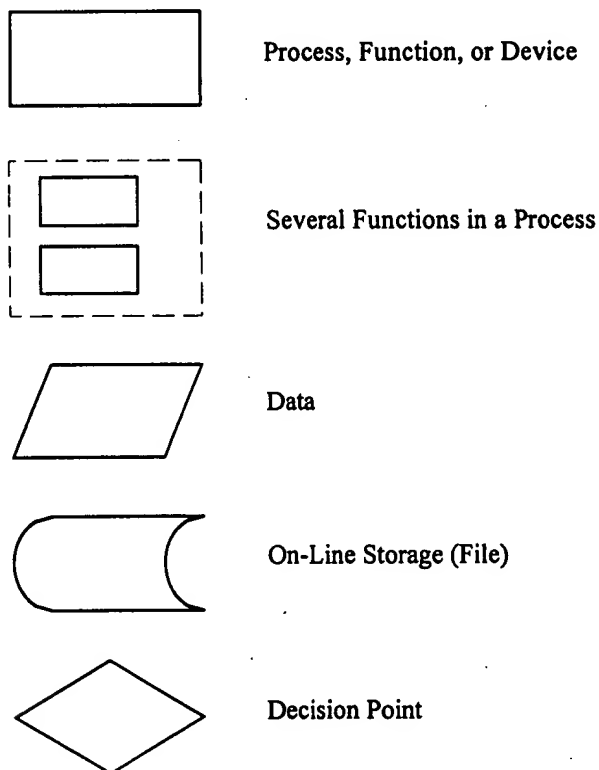 Process, Function, or Device
Several Functions in a Process
Data
On-Line Storage (File)
Decision Point